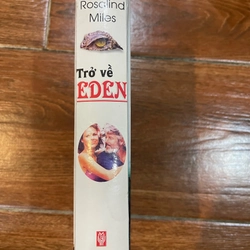 Rosalind
Miles
Trở về
EDEN